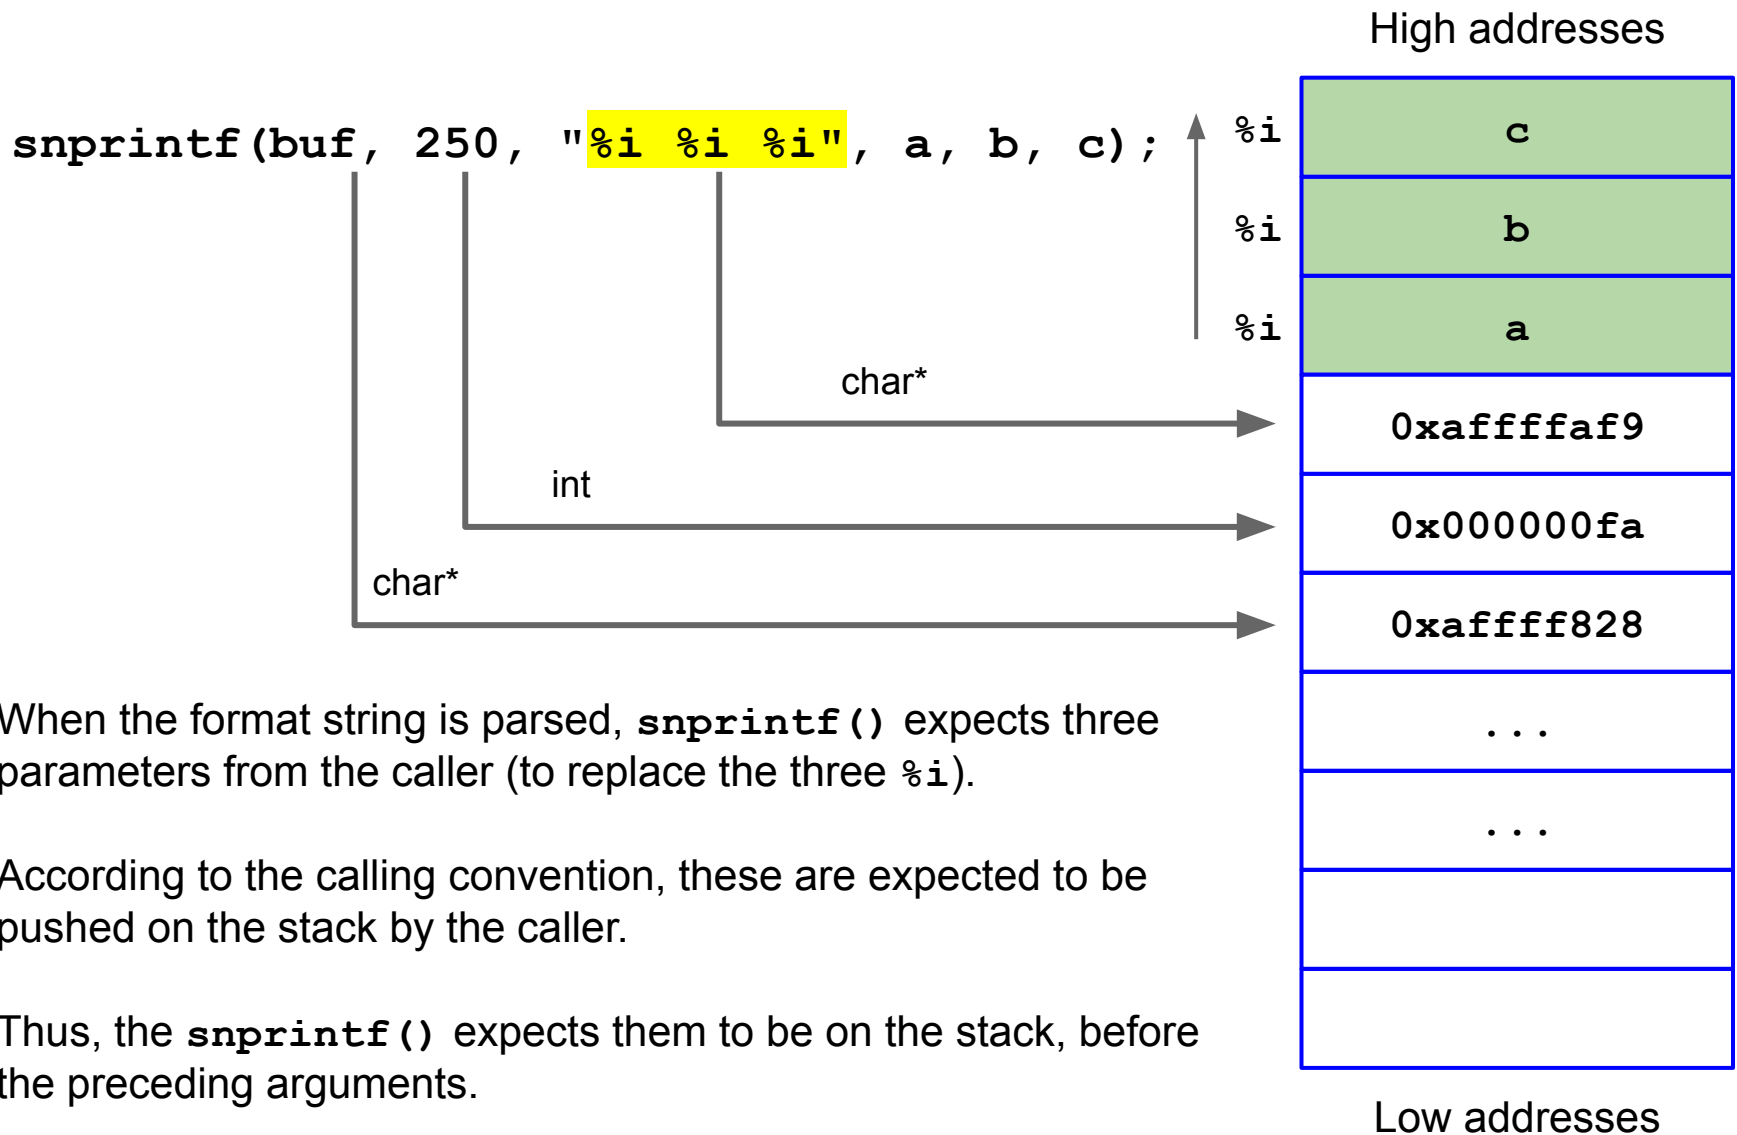 High addresses
snprintf(buf, 250, "%i %i %i", a, b, c);
%i c
%i b
%i a
char*
0xaffffaf9
int
0x000000fa
char*
0xaffff828
When the format string is parsed, snprintf() expects three
parameters from the caller (to replace the three %i).
...
...
According to the calling convention, these are expected to be
pushed on the stack by the caller.
Thus, the snprintf() expects them to be on the stack, before
the preceding arguments.
Low addresses